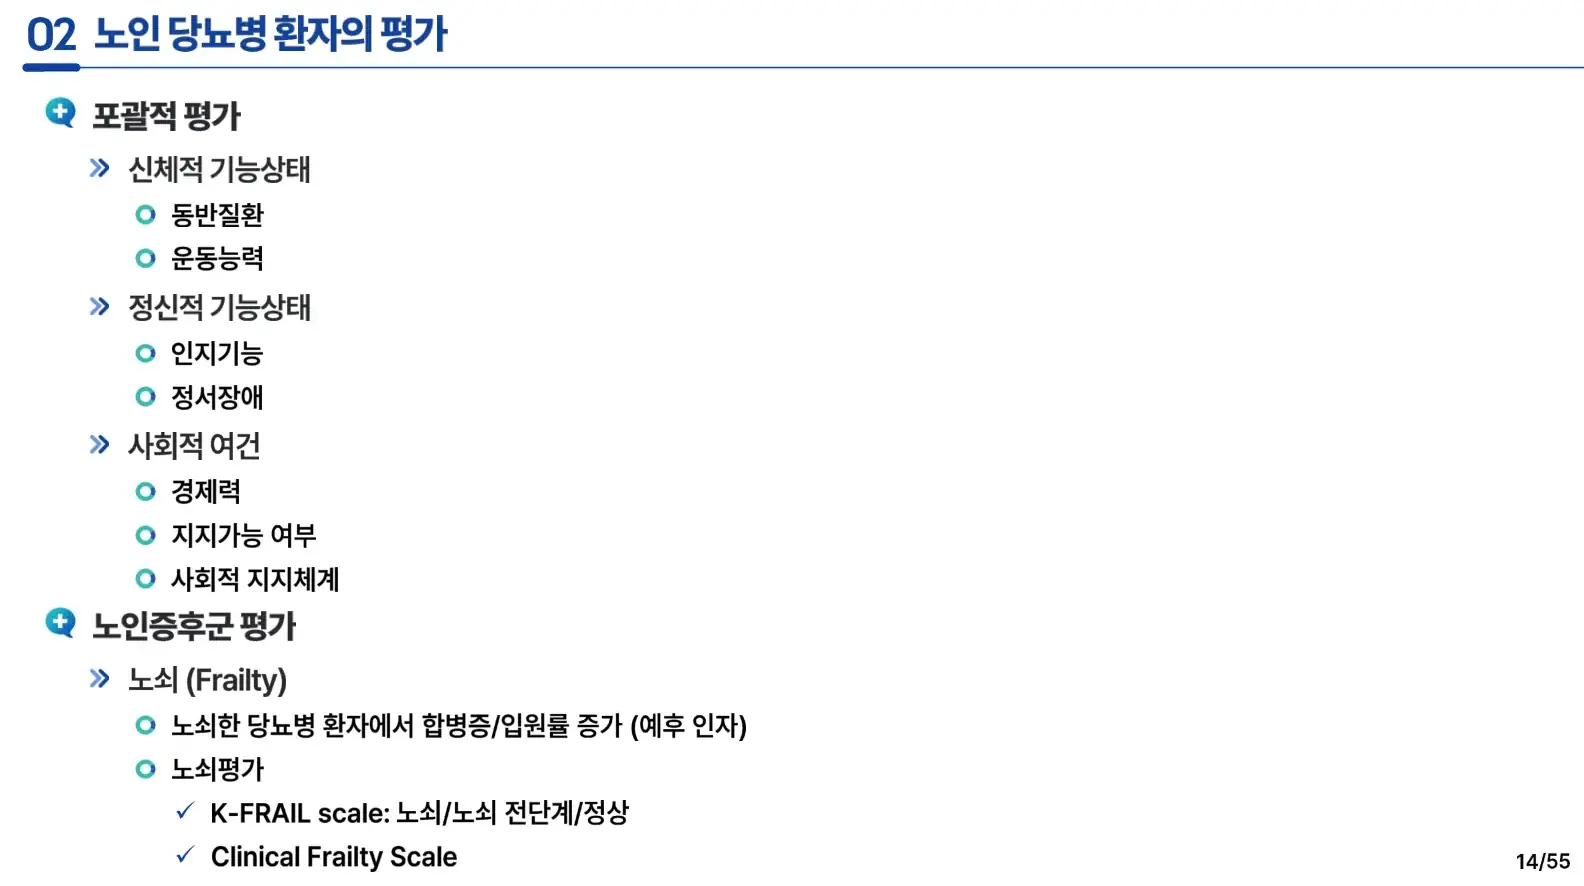 02 노인 당뇨병 환자의 평가
포괄적 평가
신체적 기능상태
동반질환
운동능력
정신적 기능상태
인지기능
정서장애
사회적 여건
경제력
지지가능 여부
사회적 지지체계
노인증후군 평가
노쇠 (Frailty)
노쇠한 당뇨병 환자에서 합병증/입원률 증가 (예후 인자)
노쇠평가
✓ K-FRAIL scale: 노쇠/노쇠 전단계/정상
✓ Clinical Frailty Scale
14/55